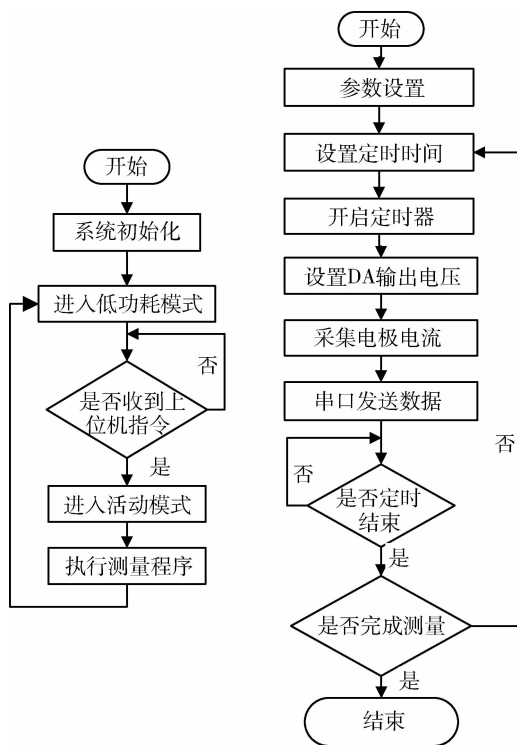 开始
系统初始化
进入低功耗模式
否
是否收到上
位机指令
是
进入活动模式
执行测量程序
开始
参数设置
设置定时时间
开启定时器
设置DA输出电压
采集电极电流
串口发送数据
否
否
是否定时
结束
是
是否完成测量
是
结束